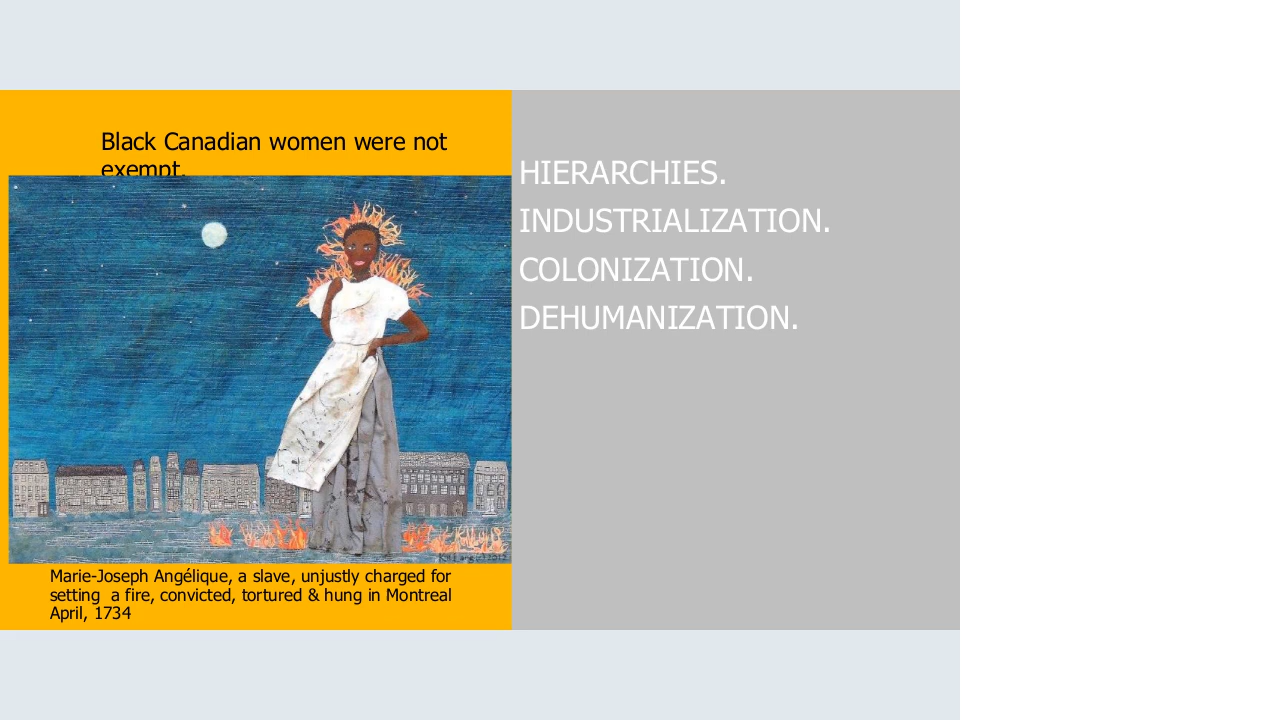 Black Canadian women were not
exempt.
HIERARCHIES.
INDUSTRIALIZATION.
COLONIZATION.
DEHUMANIZATION.
Marie-Joseph Angélique, a slave, unjustly charged for
setting  a fire, convicted, tortured & hung in Montreal
April, 1734